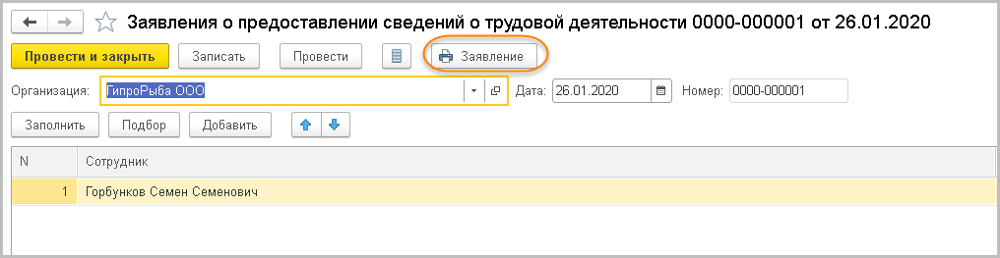 Заявления о предоставлении сведений о трудовой деятельности 0000-000001 от 26.01.2020
Провести и закрыть Записать Провести Заявление
Организация: ГипроРыба ООО Дата: 26.01.2020 Номер: 0000-000001
Заполнить Подбор Добавить
N Сотрудник
1 Горбунков Семен Семенович